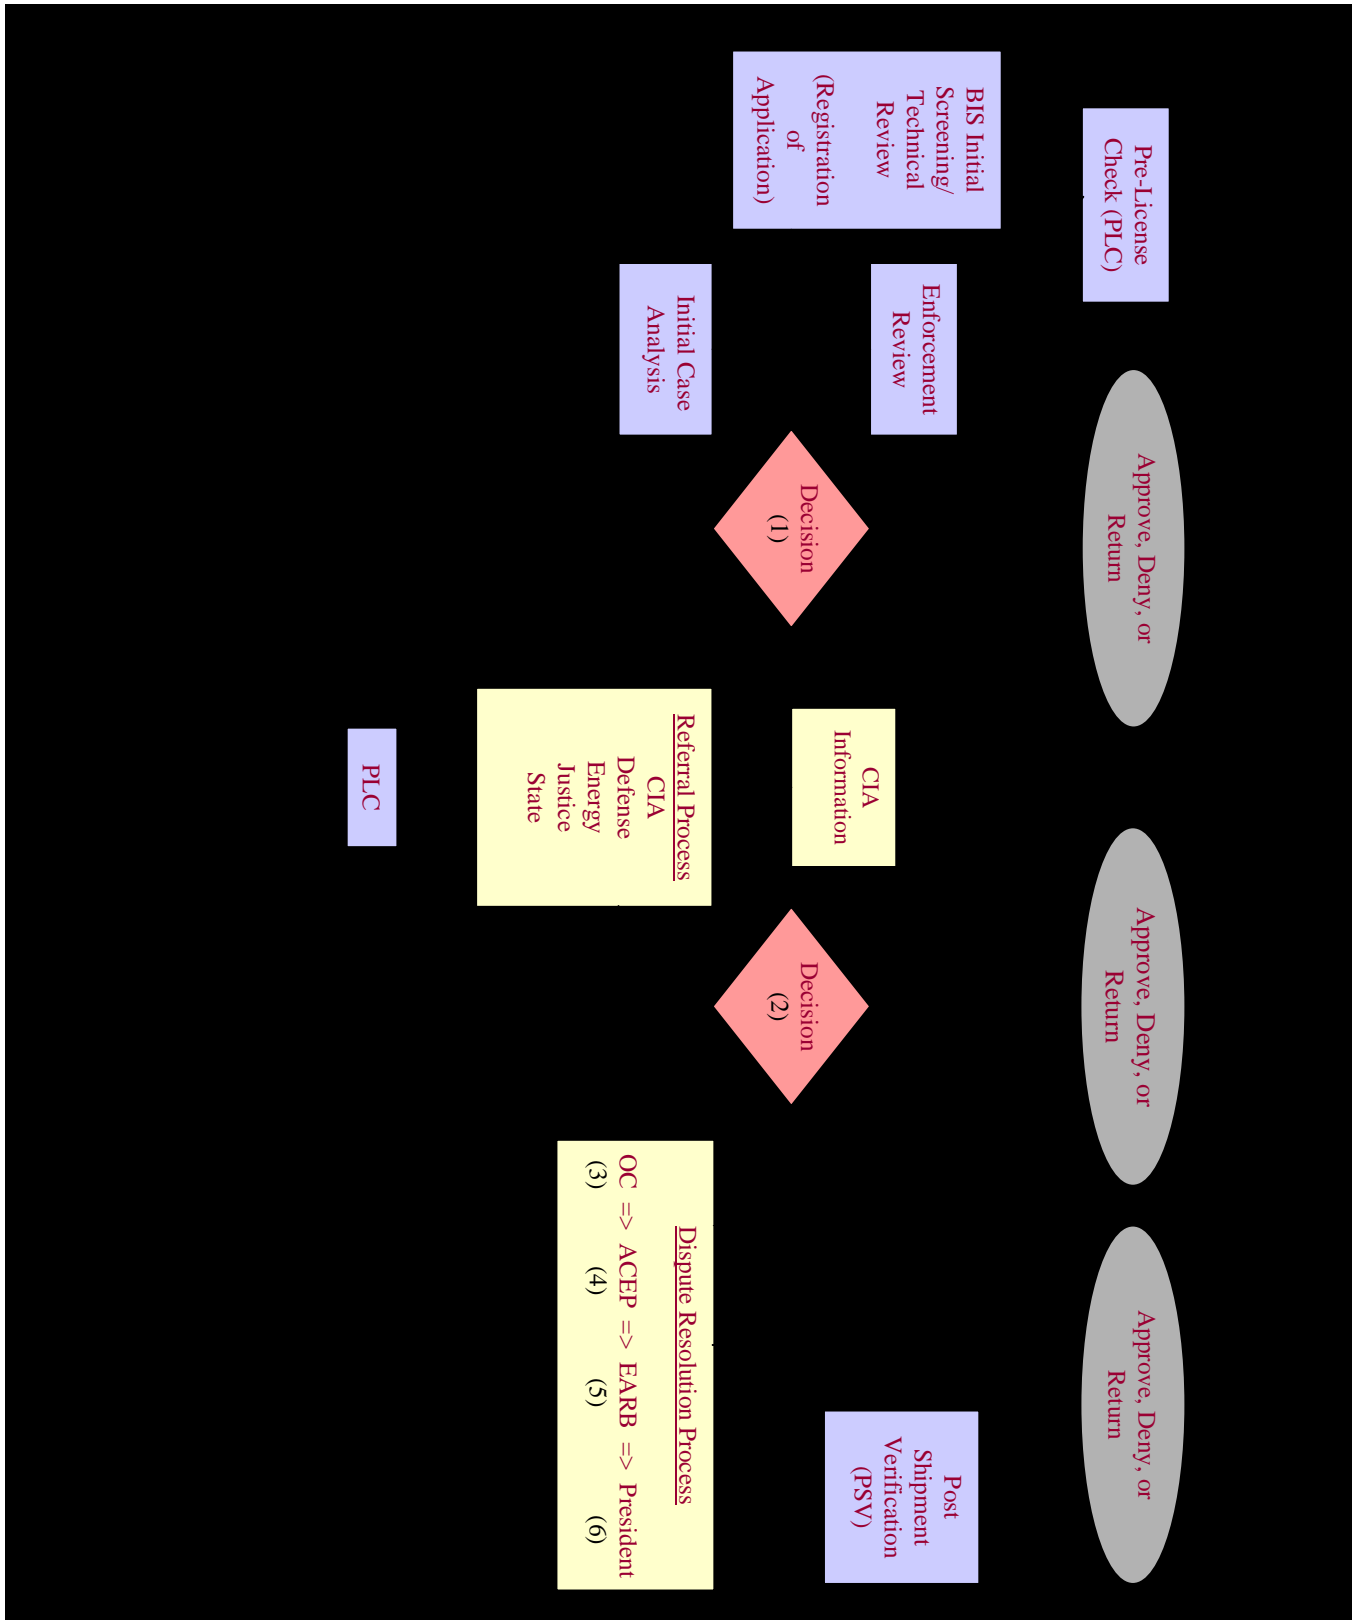 Pre-License
Check (PLC)
Approve, Deny, or
Return
Approve, Deny, or
Return
Approve, Deny, or
Return
BIS Initial
Screening/
Technical
Review
(Registration
of
Application)
Enforcement
Review
Initial Case
Analysis
Decision
(1)
CIA
Information
Referral Process
CIA
Defense
Energy
Justice
State
PLC
Decision
(2)
Post
Shipment
Verification
(PSV)
Dispute Resolution Process
OC => ACEP => EARB => President
(3) (4) (5) (6)